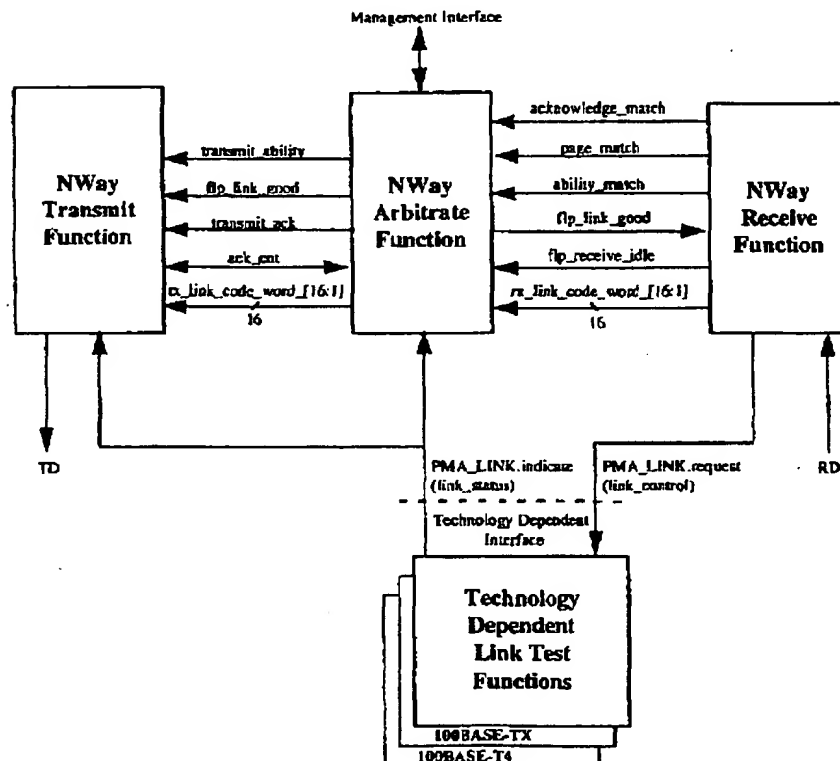 Management Interface
NWay
Transmit
Function
transmit_ability
flp_link_good
transmit_ack
ack_cnt
tx_link_code_word_[16:1]
16
NWay
Arbitrate
Function
acknowledge_match
page_match
ability_match
flp_link_good
flp_receive_idle
rx_link_code_word_[16:1]
16
NWay
Receive
Function
TD
RD
PMA_LINK.indicate
(link_status)
PMA_LINK.request
(link_control)
Technology Dependent
Interface
Technology
Dependent
Link Test
Functions
100BASE-TX
100BASE-T4